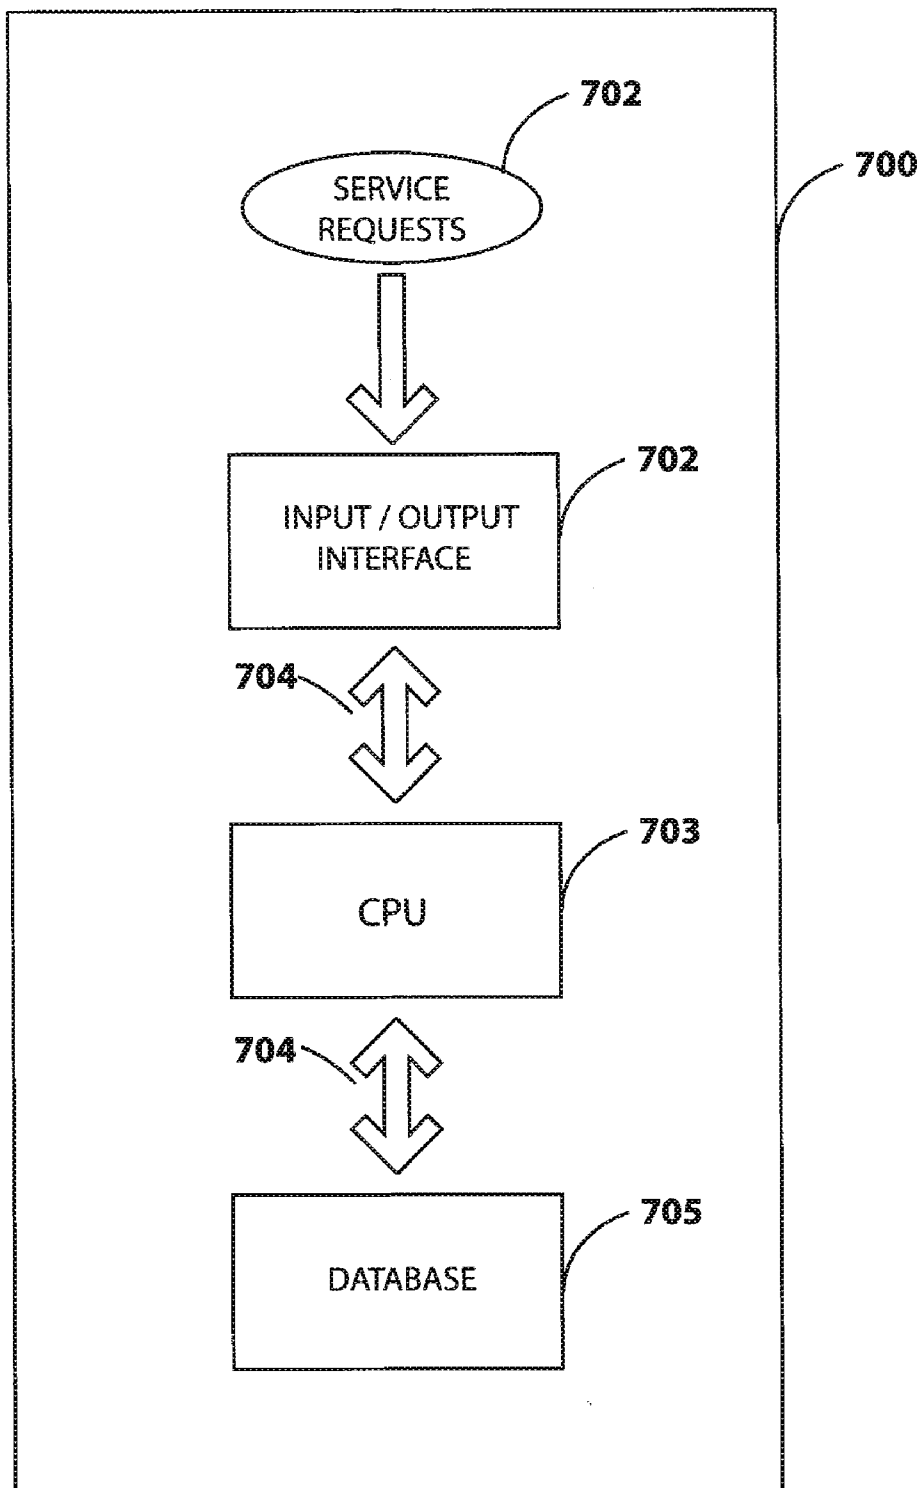 702
700
SERVICE
REQUESTS
702
INPUT / OUTPUT
INTERFACE
704
703
CPU
704
705
DATABASE